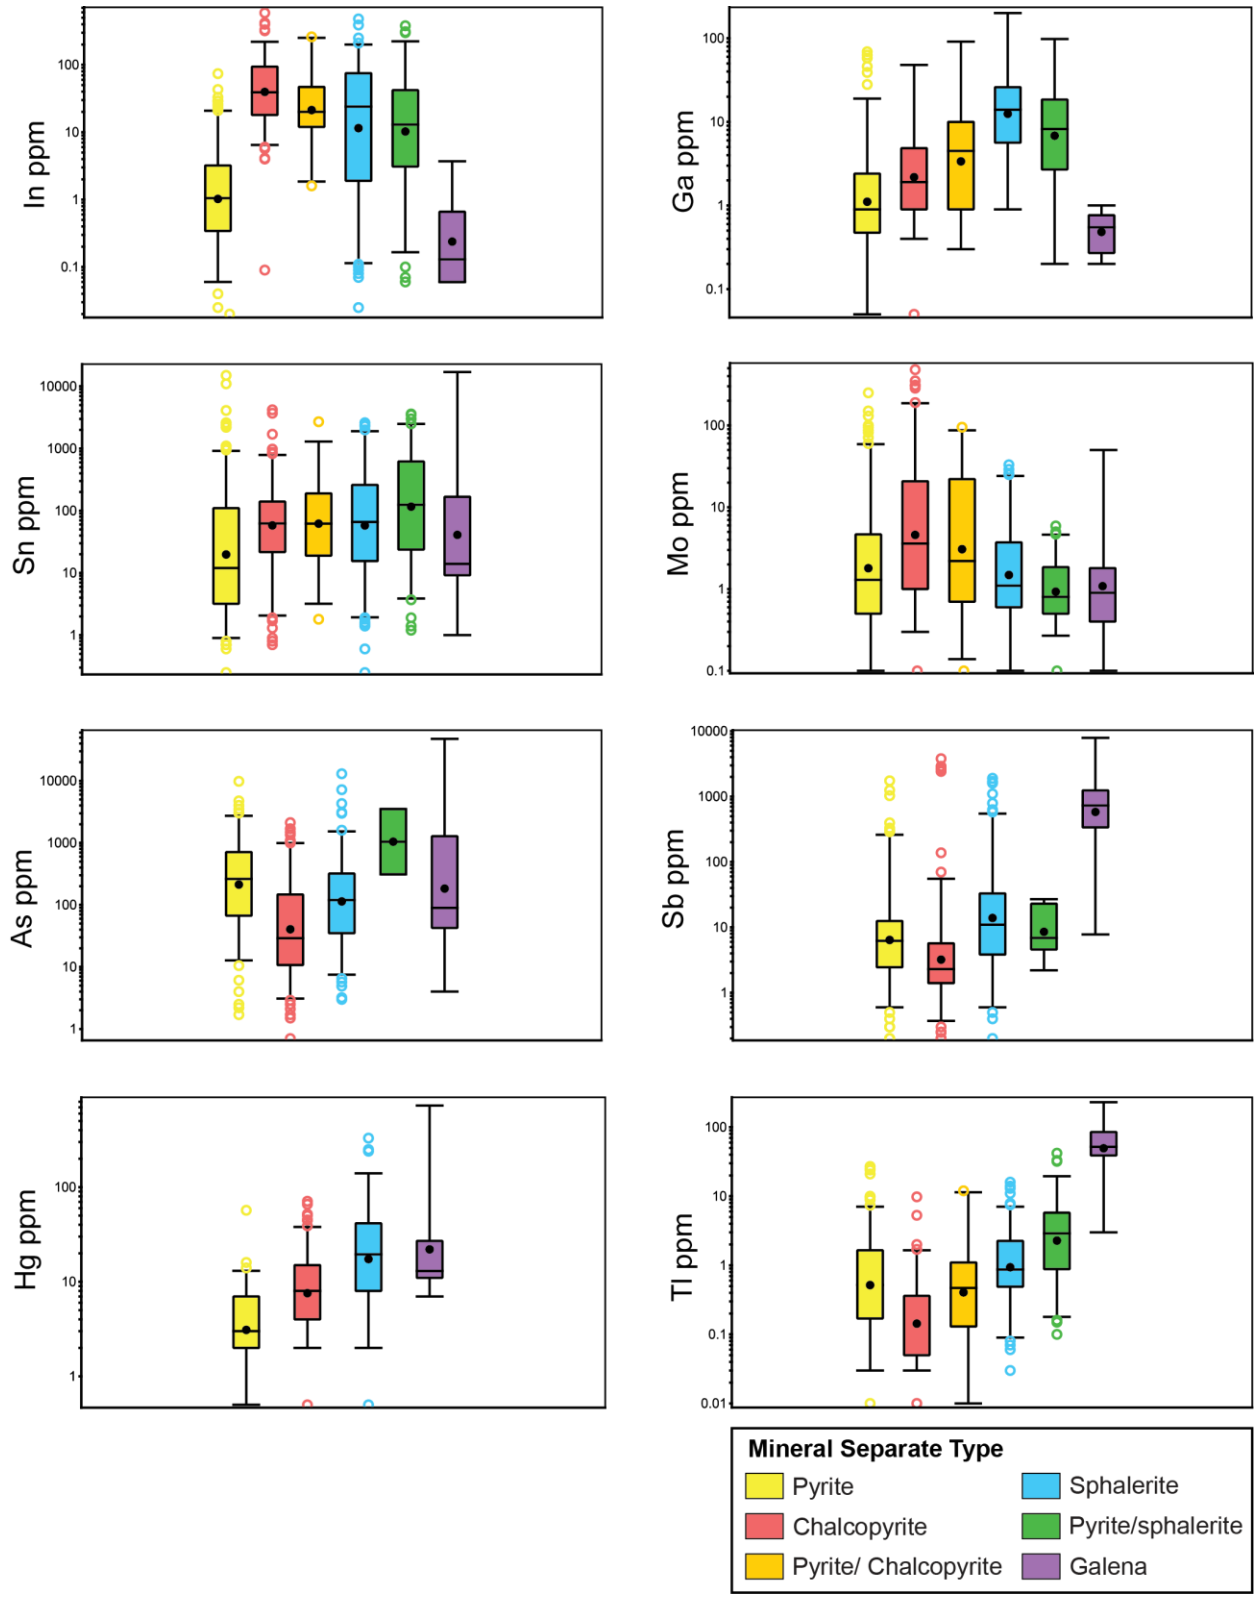 In ppm
100
10
1
0.1
Ga ppm
100
10
1
0.1
Sn ppm
10000
1000
100
10
1
Mo ppm
100
10
1
0.1
As ppm
10000
1000
100
10
1
Sb ppm
10000
1000
100
10
1
Hg ppm
100
10
1
Tl ppm
100
10
1
0.1
0.01
Mineral Separate Type
Pyrite
Sphalerite
Chalcopyrite
Pyrite/sphalerite
Pyrite/ Chalcopyrite
Galena